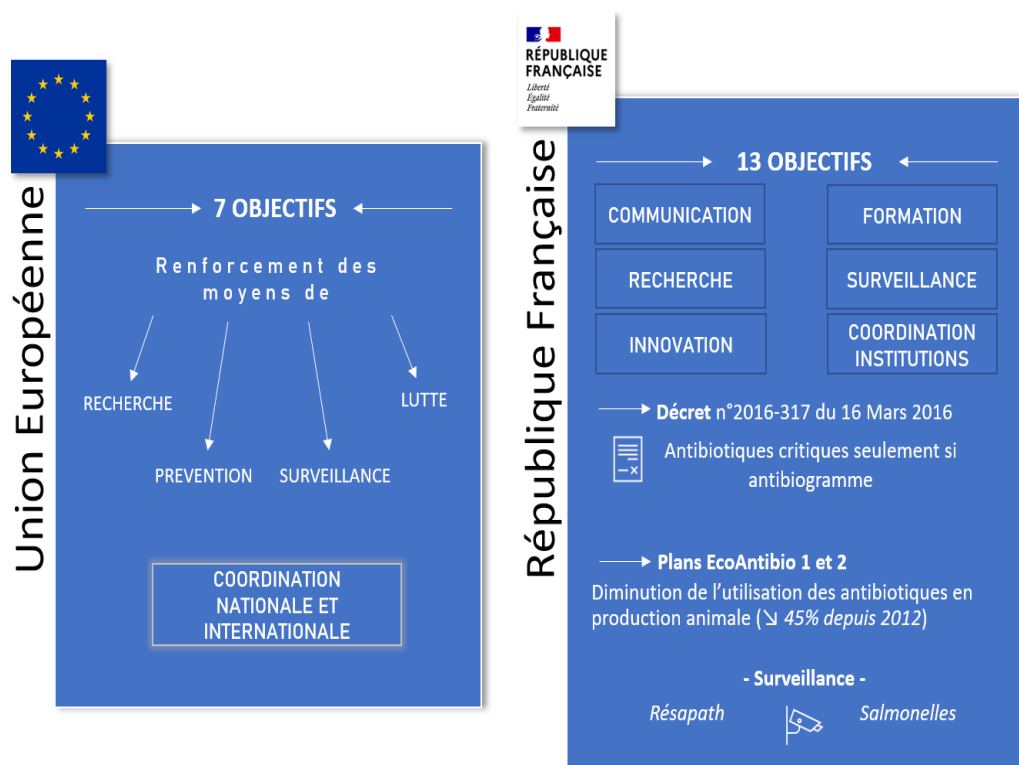 Union Européenne
7 OBJECTIFS
Renforcement des
moyens de
RECHERCHE
LUTTE
PREVENTION
SURVEILLANCE
COORDINATION
NATIONALE ET
INTERNATIONALE
RÉPUBLIQUE
FRANÇAISE
Liberté
Égalité
Fraternité
République Française
13 OBJECTIFS
COMMUNICATION
FORMATION
RECHERCHE
SURVEILLANCE
INNOVATION
COORDINATION
INSTITUTIONS
Décret n°2016-317 du 16 Mars 2016
Antibiotiques critiques seulement si
antibiogramme
Plans EcoAntibio 1 et 2
Diminution de l'utilisation des antibiotiques en
production animale (↘ 45% depuis 2012)
- Surveillance -
Résapath
Salmonelles